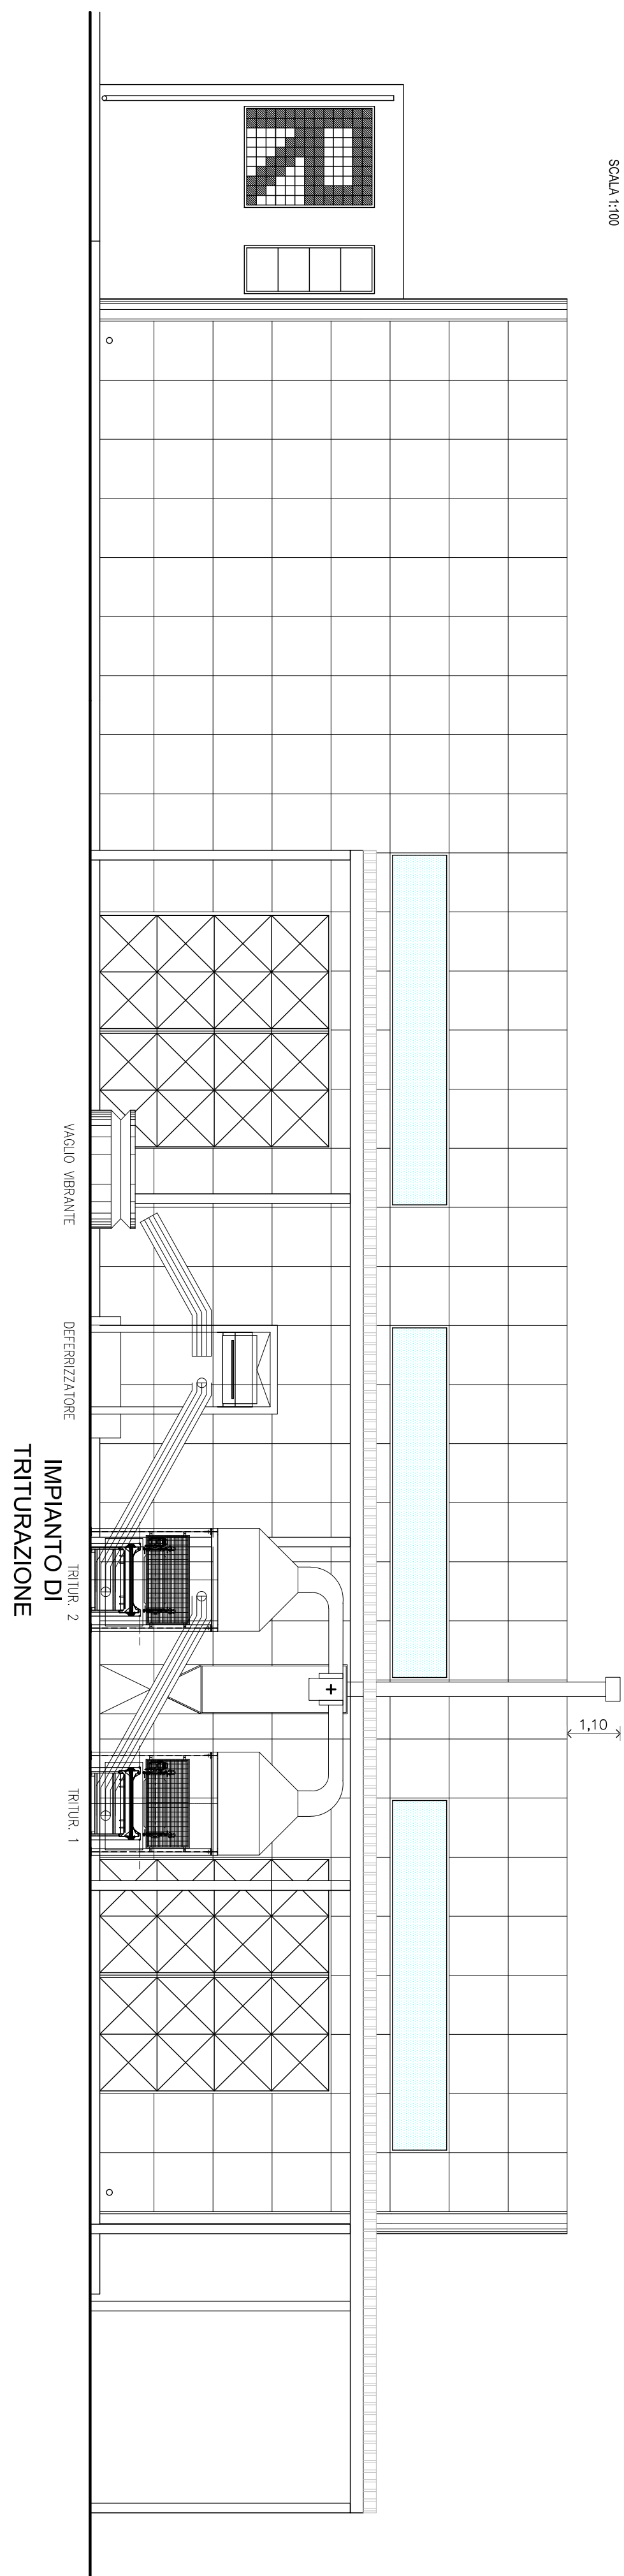 SCALA 1:100
1,10
VAGLIO VIBRANTE
DEFERRIZZATORE
TRITUR. 2
TRITUR. 1
IMPIANTO DI
TRITURAZIONE